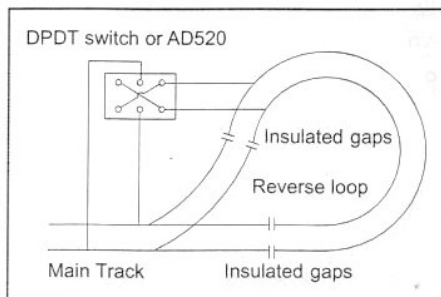 DPDT switch or AD520
Insulated gaps
Reverse loop
Main Track
Insulated gaps